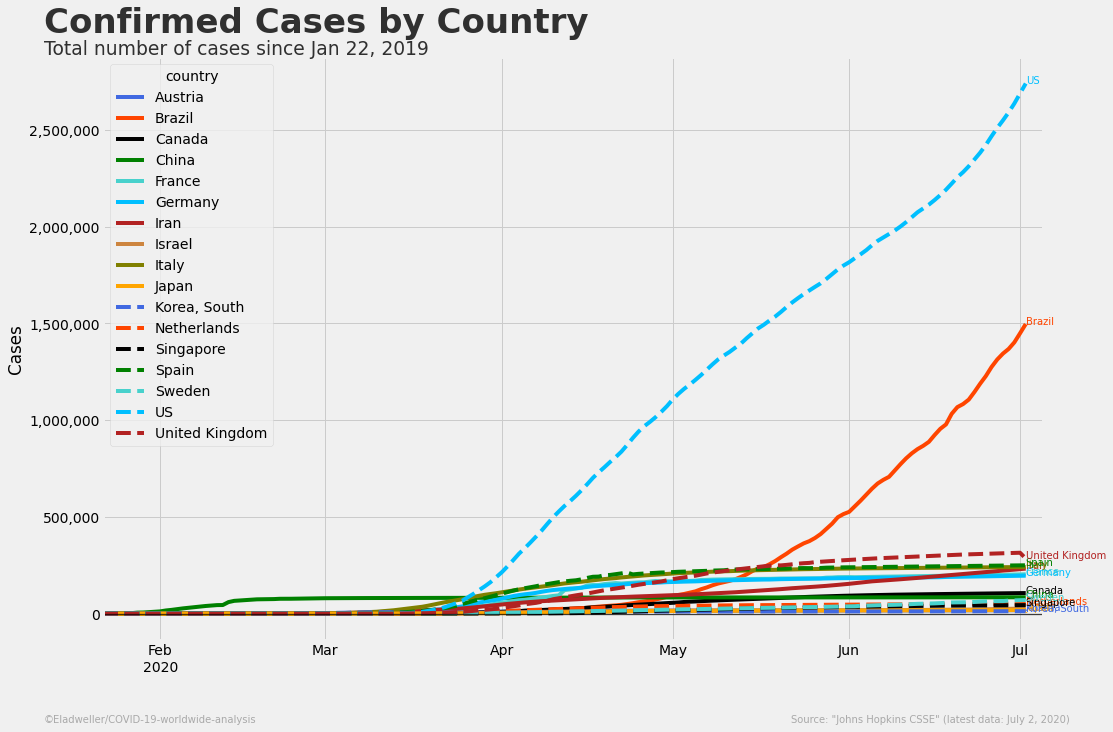 Confirmed Cases by Country
Total number of cases since Jan 22, 2019
country
Austria
Brazil
Canada
China
France
Germany
Iran
Israel
Italy
Japan
Korea, South
Netherlands
Singapore
Spain
Sweden
US
United Kingdom
Cases
2,500,000
2,000,000
1,500,000
1,000,000
500,000
0
US
Brazil
United Kingdom
Spain
Germany
Canada
Singapore
Korea, South
Feb
2020
Mar
Apr
May
Jun
Jul
©Eladweller/COVID-19-worldwide-analysis
Source: "Johns Hopkins CSSE" (latest data: July 2, 2020)